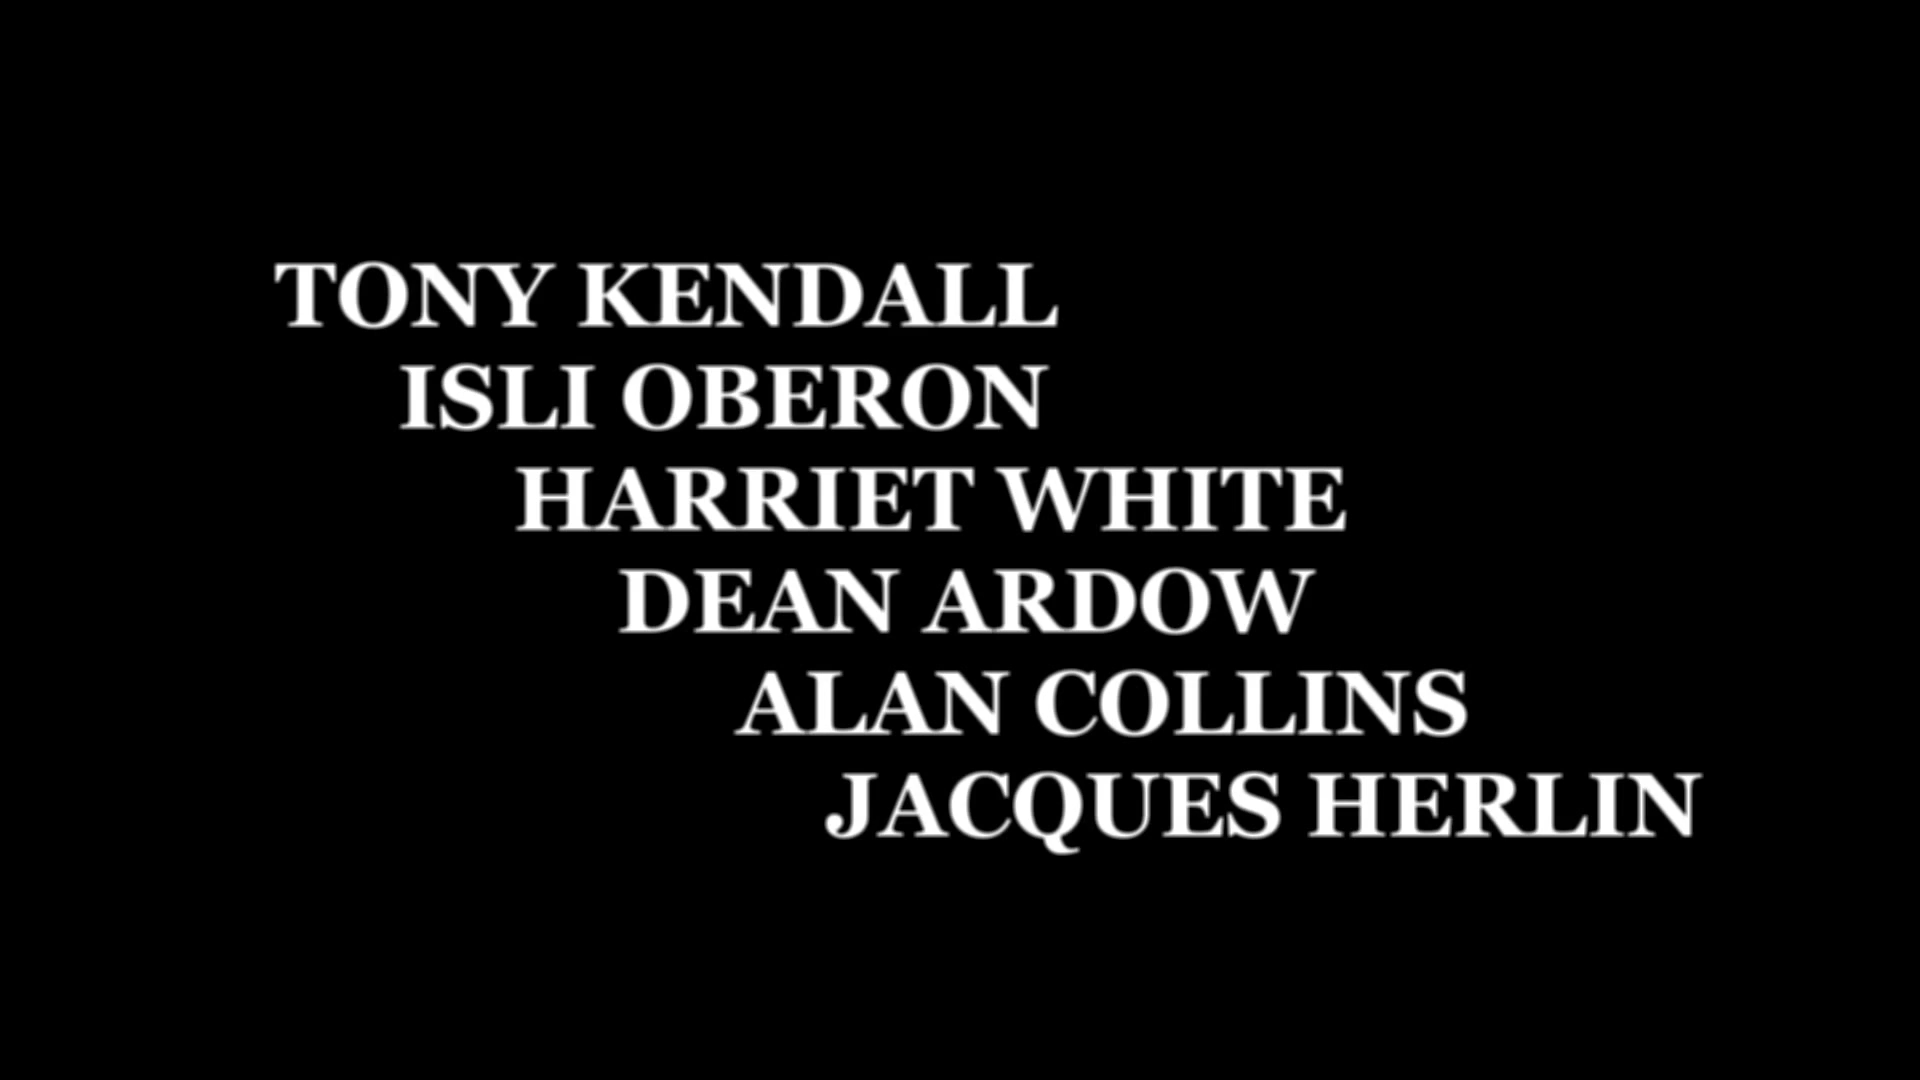 TONY KENDALL
ISLI OBERON
HARRIET WHITE
DEAN ARDOW
ALAN COLLINS
JACQUES HERLIN